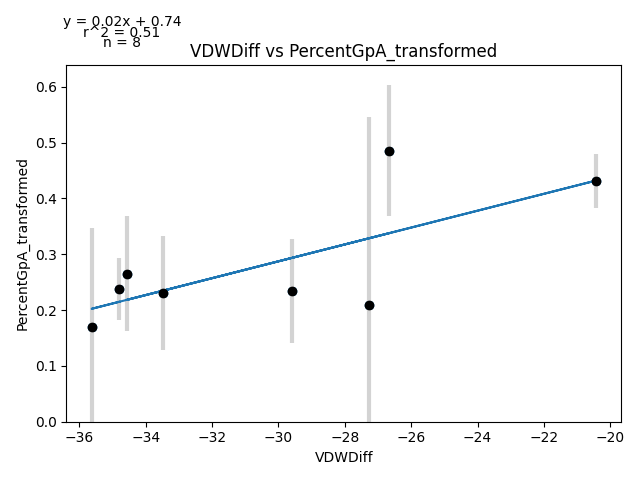 y = 0.02x + 0.74
r^2 = 0.51
n = 8
VDWDiff vs PercentGpA_transformed
0.6
0.5
0.4
0.3
0.2
0.1
0.0
PercentGpA_transformed
−36 −34 −32 −30 −28 −26 −24 −22 −20
VDWDiff